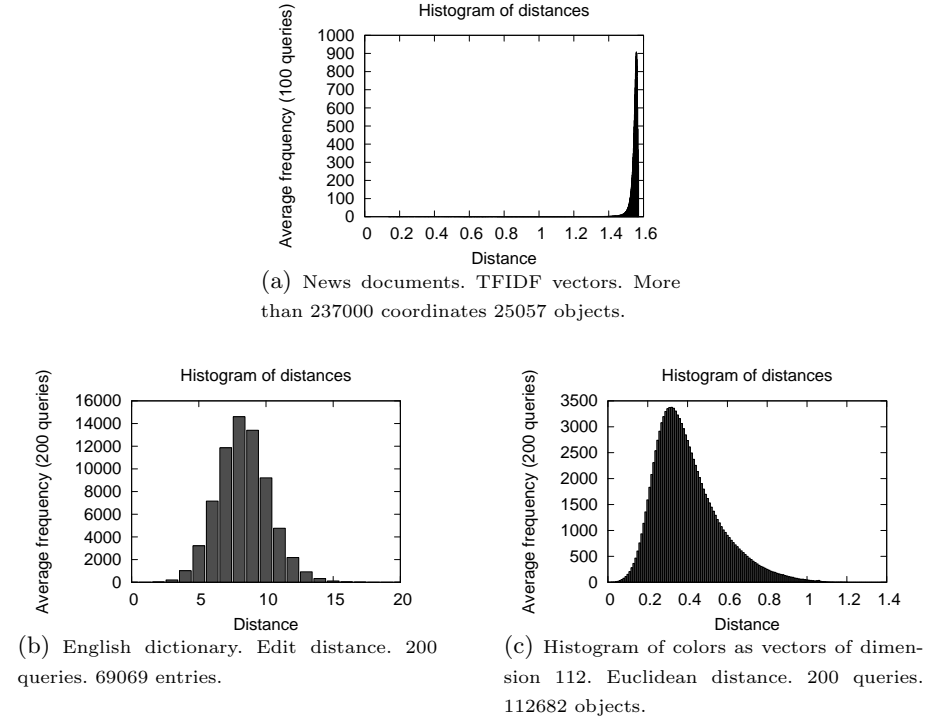 Histogram of distances
Average frequency (100 queries)
1000
900
800
700
600
500
400
300
200
100
0
0 0.2 0.4 0.6 0.8 1 1.2 1.4 1.6
Distance
(a) News documents. TFIDF vectors. More
than 237000 coordinates 25057 objects.
Histogram of distances
Average frequency (200 queries)
16000
14000
12000
10000
8000
6000
4000
2000
0
0 5 10 15 20
Distance
(b) English dictionary. Edit distance. 200
queries. 69069 entries.
Histogram of distances
Average frequency (200 queries)
3500
3000
2500
2000
1500
1000
500
0
0 0.2 0.4 0.6 0.8 1 1.2 1.4
Distance
(c) Histogram of colors as vectors of dimen-
sion 112. Euclidean distance. 200 queries.
112682 objects.